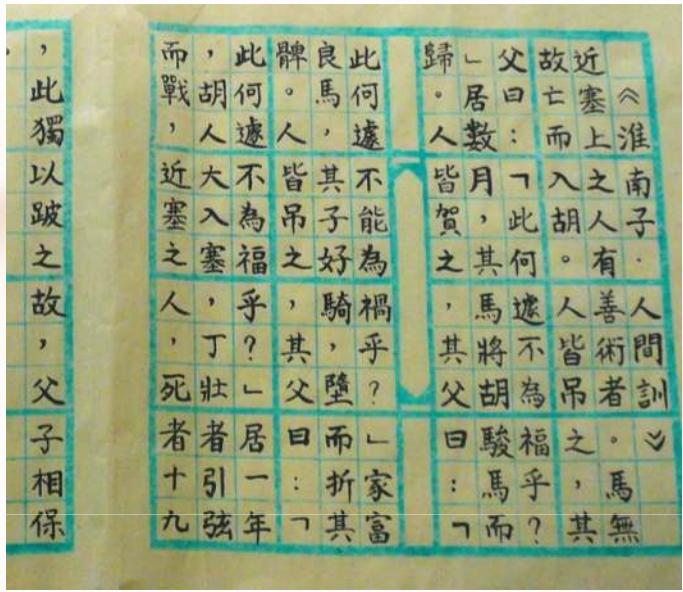 《淮南子·人間訓》
近塞上之人有善術者。馬無
故亡而入胡。人皆吊之,其
父曰:「此何遽不為福乎?
」居數月,其馬將胡駿馬而
歸。人皆賀之,其父曰:「
此何遽不能為禍乎?」家富
良馬,其子好騎,墮而折其
髀。人皆吊之,其父曰:「
此何遽不為福乎?」居一年
,胡人大入塞,丁壯者引弦
而戰,近塞之人,死者十九
,此獨以跛之故,父子相保
。